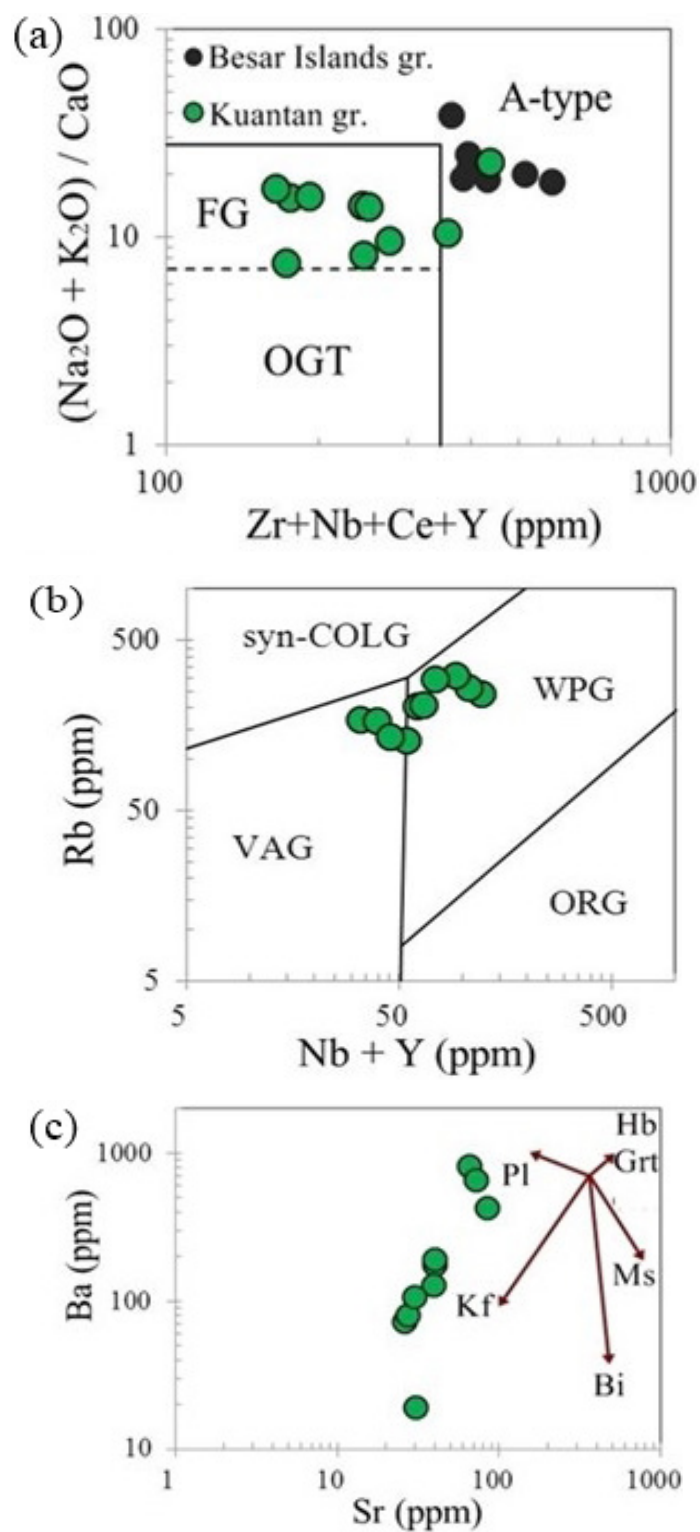 (a)
100
Besar Islands gr.
A-type
Kuantan gr.
FG
10
OGT
1
100
1000
(Na₂O + K₂O) / CaO
Zr+Nb+Ce+Y (ppm)
(b)
500
syn-COLG
WPG
50
VAG
ORG
5
5
50
500
Rb (ppm)
Nb + Y (ppm)
(c)
Hb
1000
Pl
Grt
Ms
100
Kf
Bi
10
1
10
100
1000
Ba (ppm)
Sr (ppm)